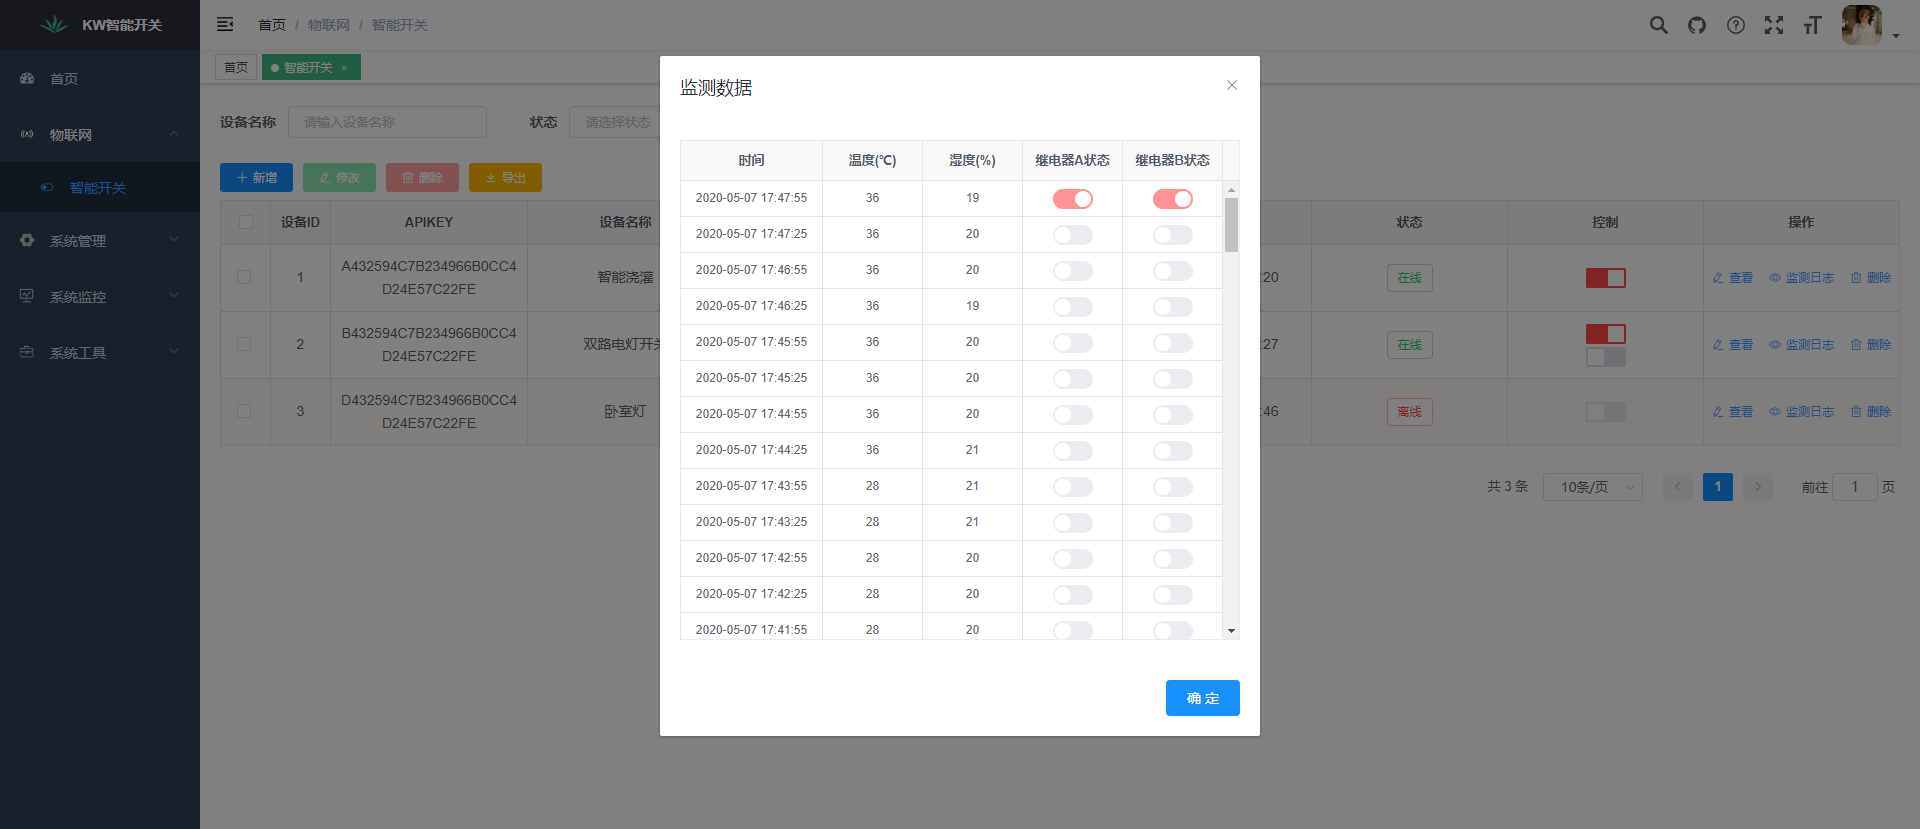 KW智能开关
首页 / 物联网 / 智能开关
首页
物联网
智能开关
系统管理
系统监控
系统工具
首页 智能开关 ×
设备名称 请输入设备名称 状态 请选择状态
新增 修改 删除 导出
设备ID APIKEY 设备名称 状态 控制 操作
1 A432594C7B234966B0CC4D24E57C22FE 智能浇灌 :20 在线 查看 监测日志 删除
2 B432594C7B234966B0CC4D24E57C22FE 双路电灯开关 :27 在线 查看 监测日志 删除
3 D432594C7B234966B0CC4D24E57C22FE 卧室灯 :46 离线 查看 监测日志 删除
共 3 条 10条/页 1 前往 1 页
监测数据
时间 温度(℃) 湿度(%) 继电器A状态 继电器B状态
2020-05-07 17:47:55 36 19
2020-05-07 17:47:25 36 20
2020-05-07 17:46:55 36 20
2020-05-07 17:46:25 36 19
2020-05-07 17:45:55 36 20
2020-05-07 17:45:25 36 20
2020-05-07 17:44:55 36 20
2020-05-07 17:44:25 36 21
2020-05-07 17:43:55 28 21
2020-05-07 17:43:25 28 21
2020-05-07 17:42:55 28 20
2020-05-07 17:42:25 28 20
2020-05-07 17:41:55 28 20
确 定